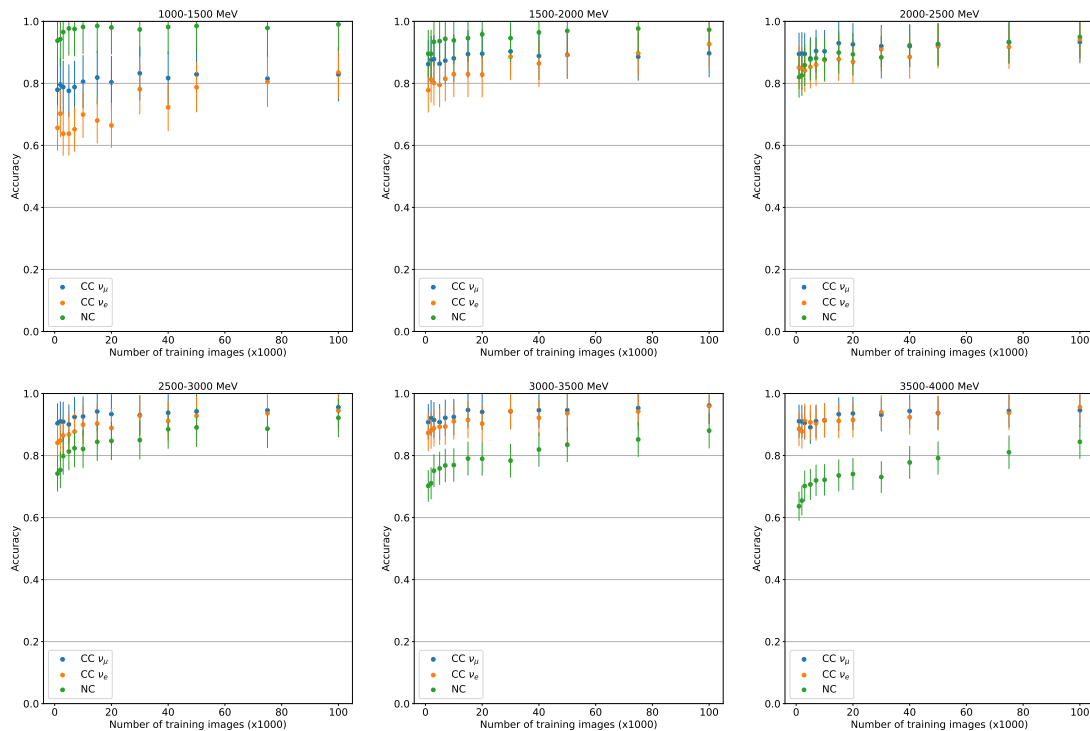 1000-1500 MeV
1.0
0.8
0.6
0.4
0.2
0.0
Accuracy
CC νμ
CC νe
NC
0 20 40 60 80 100
Number of training images (x1000)
1500-2000 MeV
1.0
0.8
0.6
0.4
0.2
0.0
Accuracy
CC νμ
CC νe
NC
0 20 40 60 80 100
Number of training images (x1000)
2000-2500 MeV
1.0
0.8
0.6
0.4
0.2
0.0
Accuracy
CC νμ
CC νe
NC
0 20 40 60 80 100
Number of training images (x1000)
2500-3000 MeV
1.0
0.8
0.6
0.4
0.2
0.0
Accuracy
CC νμ
CC νe
NC
0 20 40 60 80 100
Number of training images (x1000)
3000-3500 MeV
1.0
0.8
0.6
0.4
0.2
0.0
Accuracy
CC νμ
CC νe
NC
0 20 40 60 80 100
Number of training images (x1000)
3500-4000 MeV
1.0
0.8
0.6
0.4
0.2
0.0
Accuracy
CC νμ
CC νe
NC
0 20 40 60 80 100
Number of training images (x1000)